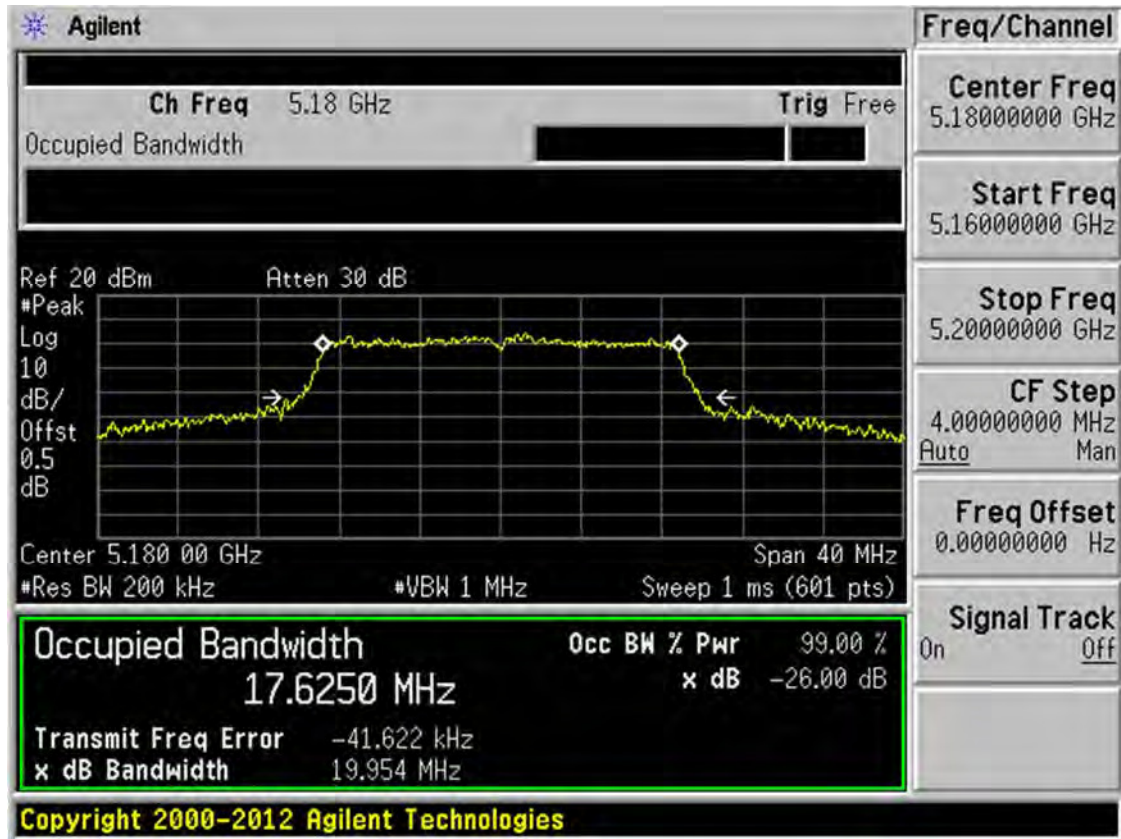 Agilent
Freq/Channel
Ch Freq 5.18 GHz Trig Free
Occupied Bandwidth
Center Freq
5.18000000 GHz
Start Freq
5.16000000 GHz
Stop Freq
5.20000000 GHz
CF Step
4.00000000 MHz
Auto Man
Freq Offset
0.00000000 Hz
Signal Track
On Off
Ref 20 dBm Atten 30 dB
#Peak
Log
10
dB/
Offst
0.5
dB
Center 5.180 00 GHz Span 40 MHz
#Res BW 200 kHz #VBW 1 MHz Sweep 1 ms (601 pts)
Occupied Bandwidth Occ BW % Pwr 99.00 %
17.6250 MHz x dB -26.00 dB
Transmit Freq Error -41.622 kHz
x dB Bandwidth 19.954 MHz
Copyright 2000-2012 Agilent Technologies